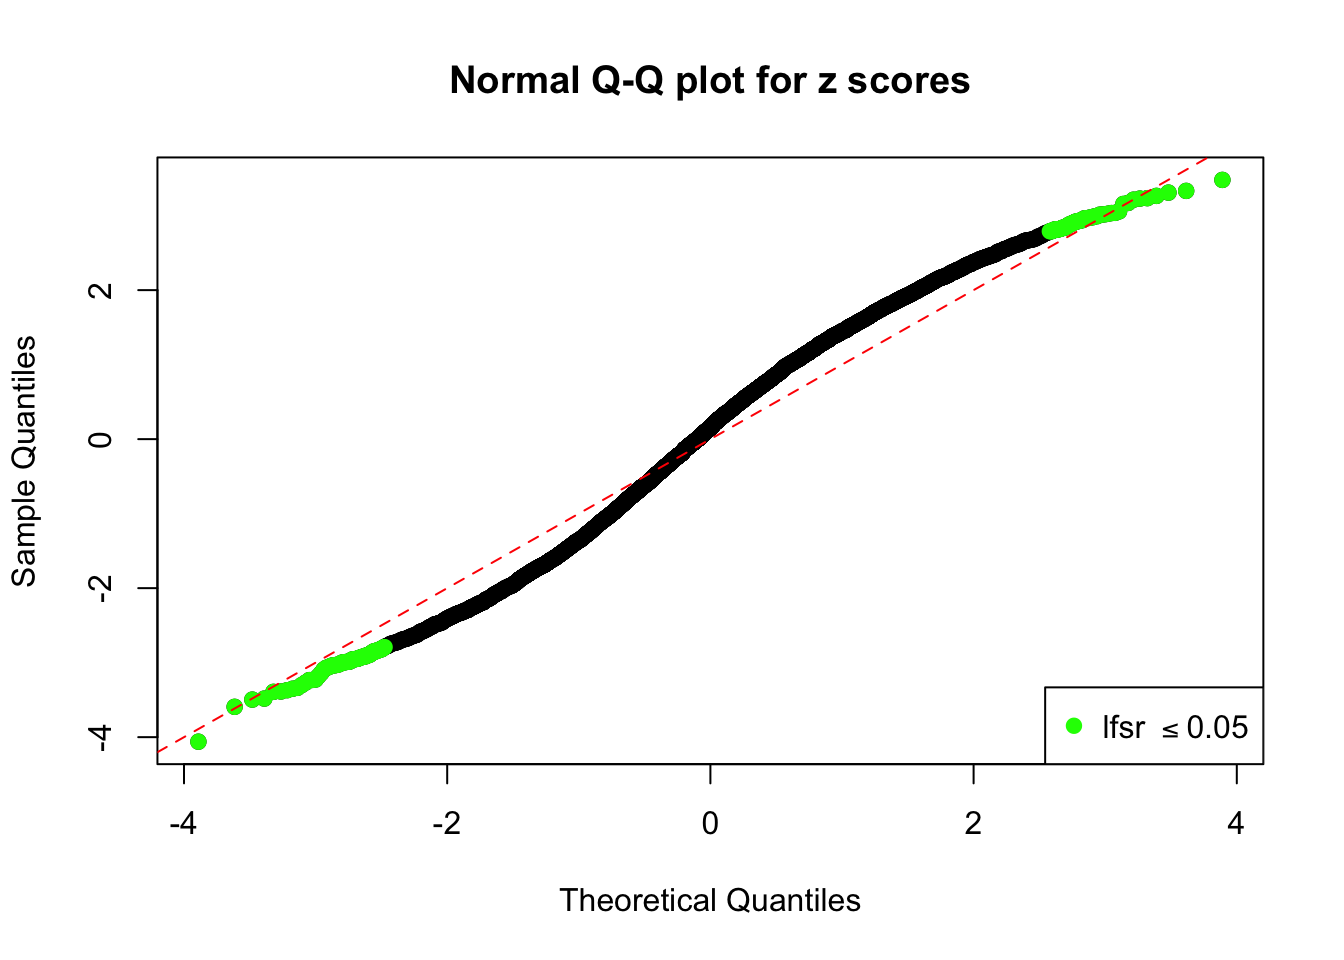 Normal Q-Q plot for z scores
Sample Quantiles
2
0
-2
-4
lfsr ≤ 0.05
-4 -2 0 2 4
Theoretical Quantiles